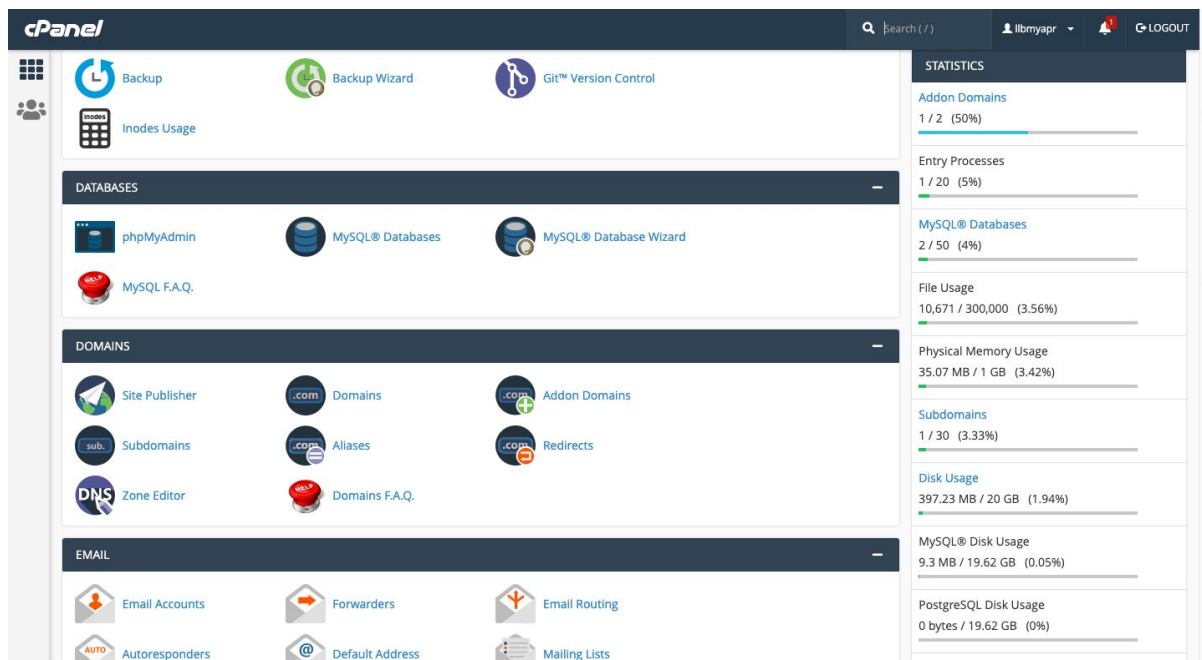 cPanel
Search ( / )
llbmyapr
1
LOGOUT
Backup
Backup Wizard
Git™ Version Control
inodes
Inodes Usage
DATABASES
phpMyAdmin
MySQL® Databases
MySQL® Database Wizard
HELP
MySQL F.A.Q.
DOMAINS
Site Publisher
.com
Domains
.com
Addon Domains
sub.
Subdomains
.com
Aliases
.com
Redirects
DNS
Zone Editor
HELP
Domains F.A.Q.
EMAIL
Email Accounts
Forwarders
Email Routing
AUTO
Autoresponders
@
Default Address
Mailing Lists
STATISTICS
Addon Domains
1 / 2 (50%)
Entry Processes
1 / 20 (5%)
MySQL® Databases
2 / 50 (4%)
File Usage
10,671 / 300,000 (3.56%)
Physical Memory Usage
35.07 MB / 1 GB (3.42%)
Subdomains
1 / 30 (3.33%)
Disk Usage
397.23 MB / 20 GB (1.94%)
MySQL® Disk Usage
9.3 MB / 19.62 GB (0.05%)
PostgreSQL Disk Usage
0 bytes / 19.62 GB (0%)